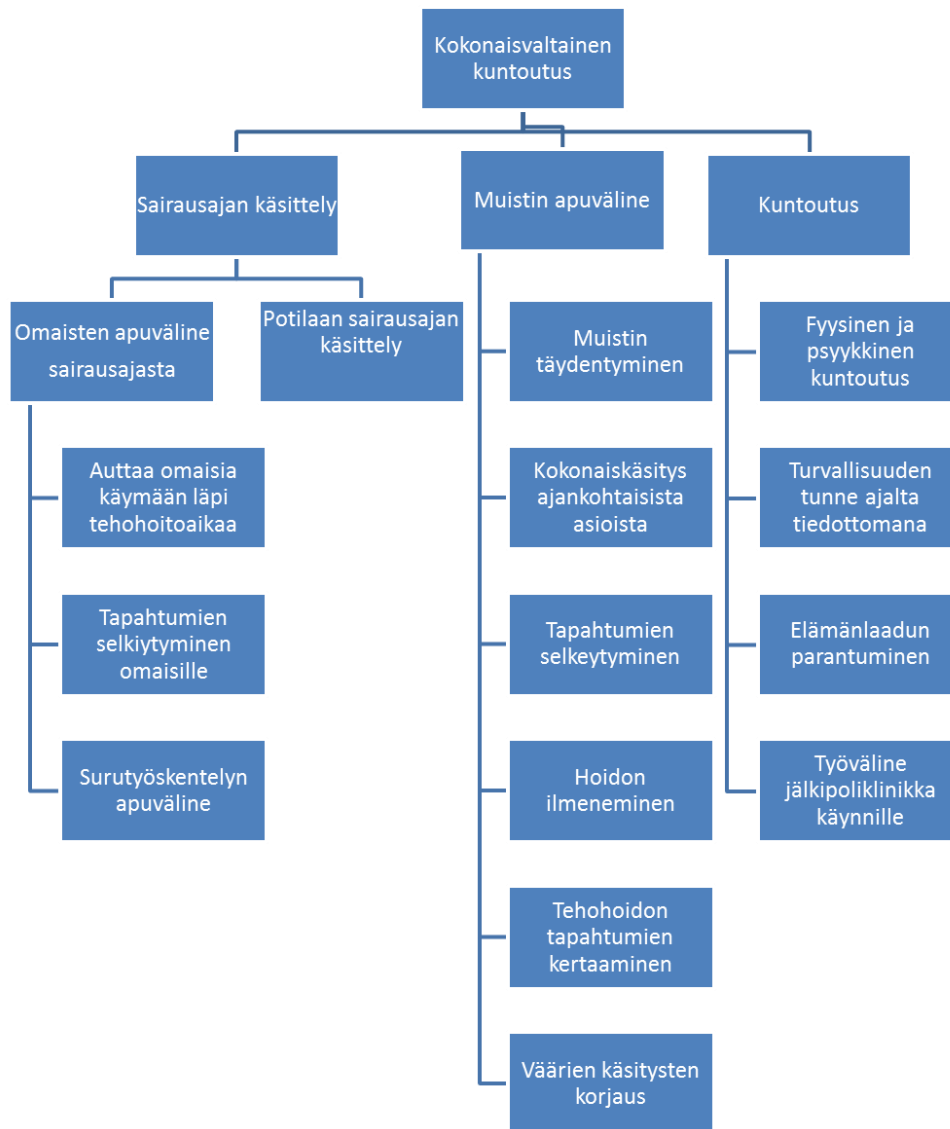 Kokonaisvaltainen
kuntoutus
Sairausajan käsittely
Muistin apuväline
Kuntoutus
Omaisten apuväline
sairausajasta
Potilaan sairausajan
käsittely
Auttaa omaisia
käymään läpi
tehohoitoaikaa
Tapahtumien
selkiytyminen
omaisille
Surutyöskentelyn
apuväline
Muistin
täydentyminen
Kokonaiskäsitys
ajankohtaisista
asioista
Tapahtumien
selkeytyminen
Hoidon
ilmeneminen
Tehohoidon
tapahtumien
kertaaminen
Väärien käsitysten
korjaus
Fyysinen ja
psyykkinen
kuntoutus
Turvallisuuden
tunne ajalta
tiedottomana
Elämänlaadun
parantuminen
Työväline
jälkipoliklinikka
käynnille